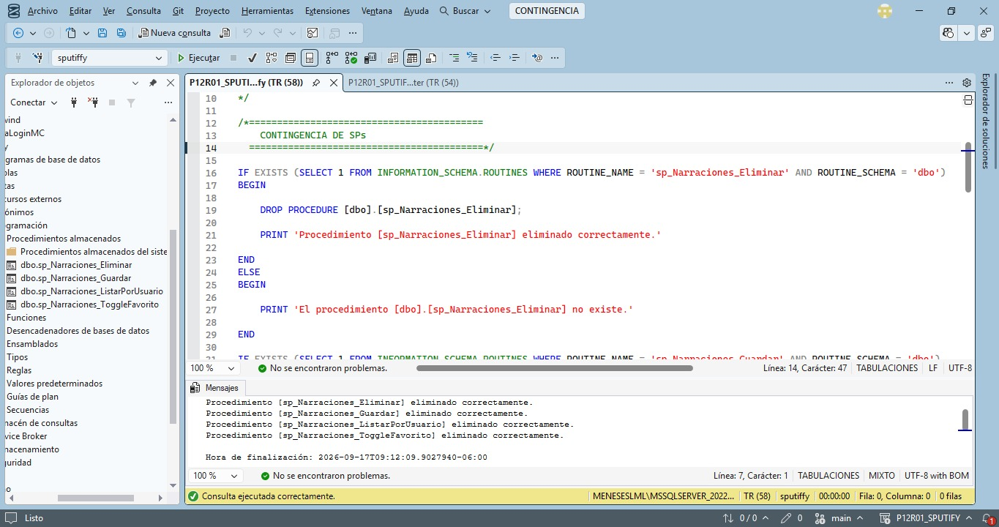 Archivo Editar Ver Consulta Git Proyecto Herramientas Extensiones Ventana Ayuda Buscar CONTINGENCIA
Nueva consulta
sputiffy Ejecutar
Explorador de objetos
Conectar
vind
aLoginMC
y
gramas de base de datos
blas
tas
cursos externos
ónimos
gramación
Procedimientos almacenados
Procedimientos almacenados del siste
dbo.sp_Narraciones_Eliminar
dbo.sp_Narraciones_Guardar
dbo.sp_Narraciones_ListarPorUsuario
dbo.sp_Narraciones_ToggleFavorito
Funciones
Desencadenadores de bases de datos
Ensamblados
Tipos
Reglas
Valores predeterminados
Guías de plan
Secuencias
macén de consultas
vice Broker
macenamiento
guridad
P12R01_SPUTI...fy (TR (58)) P12R01_SPUTIF...ter (TR (54))
10 */
11
12 /*==========================================
13 CONTINGENCIA DE SPs
14 ==========================================*/
15
16 IF EXISTS (SELECT 1 FROM INFORMATION_SCHEMA.ROUTINES WHERE ROUTINE_NAME = 'sp_Narraciones_Eliminar' AND ROUTINE_SCHEMA = 'dbo')
17 BEGIN
18
19 DROP PROCEDURE [dbo].[sp_Narraciones_Eliminar];
20
21 PRINT 'Procedimiento [sp_Narraciones_Eliminar] eliminado correctamente.'
22
23 END
24 ELSE
25 BEGIN
26
27 PRINT 'El procedimiento [dbo].[sp_Narraciones_Eliminar] no existe.'
28
29 END
30
31 IF EXISTS (SELECT 1 FROM INFORMATION_SCHEMA.ROUTINES WHERE ROUTINE_NAME = 'sp_Narraciones_Guardar' AND ROUTINE_SCHEMA = 'dbo')
100 % No se encontraron problemas. Línea: 14, Carácter: 47 TABULACIONES LF UTF-8
Mensajes
Procedimiento [sp_Narraciones_Eliminar] eliminado correctamente.
Procedimiento [sp_Narraciones_Guardar] eliminado correctamente.
Procedimiento [sp_Narraciones_ListarPorUsuario] eliminado correctamente.
Procedimiento [sp_Narraciones_ToggleFavorito] eliminado correctamente.
Hora de finalización: 2026-09-17T09:12:09.9027940-06:00
100 % No se encontraron problemas. Línea: 7, Carácter: 1 TABULACIONES MIXTO UTF-8 with BOM
Consulta ejecutada correctamente. MENESESLML\MSSQLSERVER_2022... TR (58) sputiffy 00:00:00 Fila: 0, Columna: 0 0 filas
Explorador de soluciones
Listo 0 / 0 0 main P12R01_SPUTIFY 1